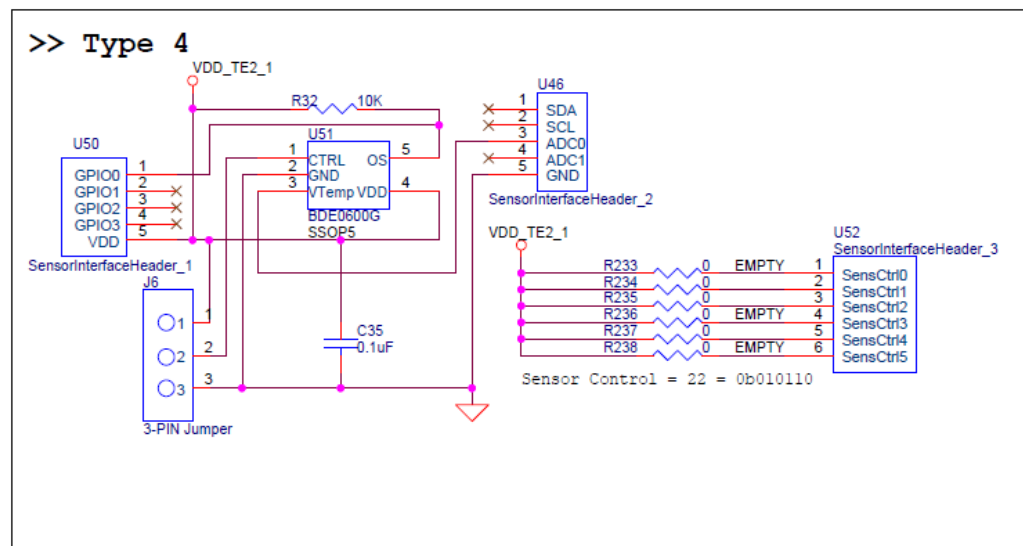 >> Type 4
VDD_TE2_1
R32 10K
U50
GPIO0 1
GPIO1 2
GPIO2 3
GPIO3 4
VDD 5
SensorInterfaceHeader_1
U51
1 CTRL OS 5
2 GND
3 VTemp VDD 4
BDE0600G
SSOP5
U46
1 SDA
2 SCL
3 ADC0
4 ADC1
5 GND
SensorInterfaceHeader_2
J6
1 1
2 2
3 3
3-PIN Jumper
C35
0.1uF
VDD_TE2_1
U52
SensorInterfaceHeader_3
R233 0 EMPTY 1 SensCtrl0
R234 0 2 SensCtrl1
R235 0 3 SensCtrl2
R236 0 EMPTY 4 SensCtrl3
R237 0 5 SensCtrl4
R238 0 EMPTY 6 SensCtrl5
Sensor Control = 22 = 0b010110